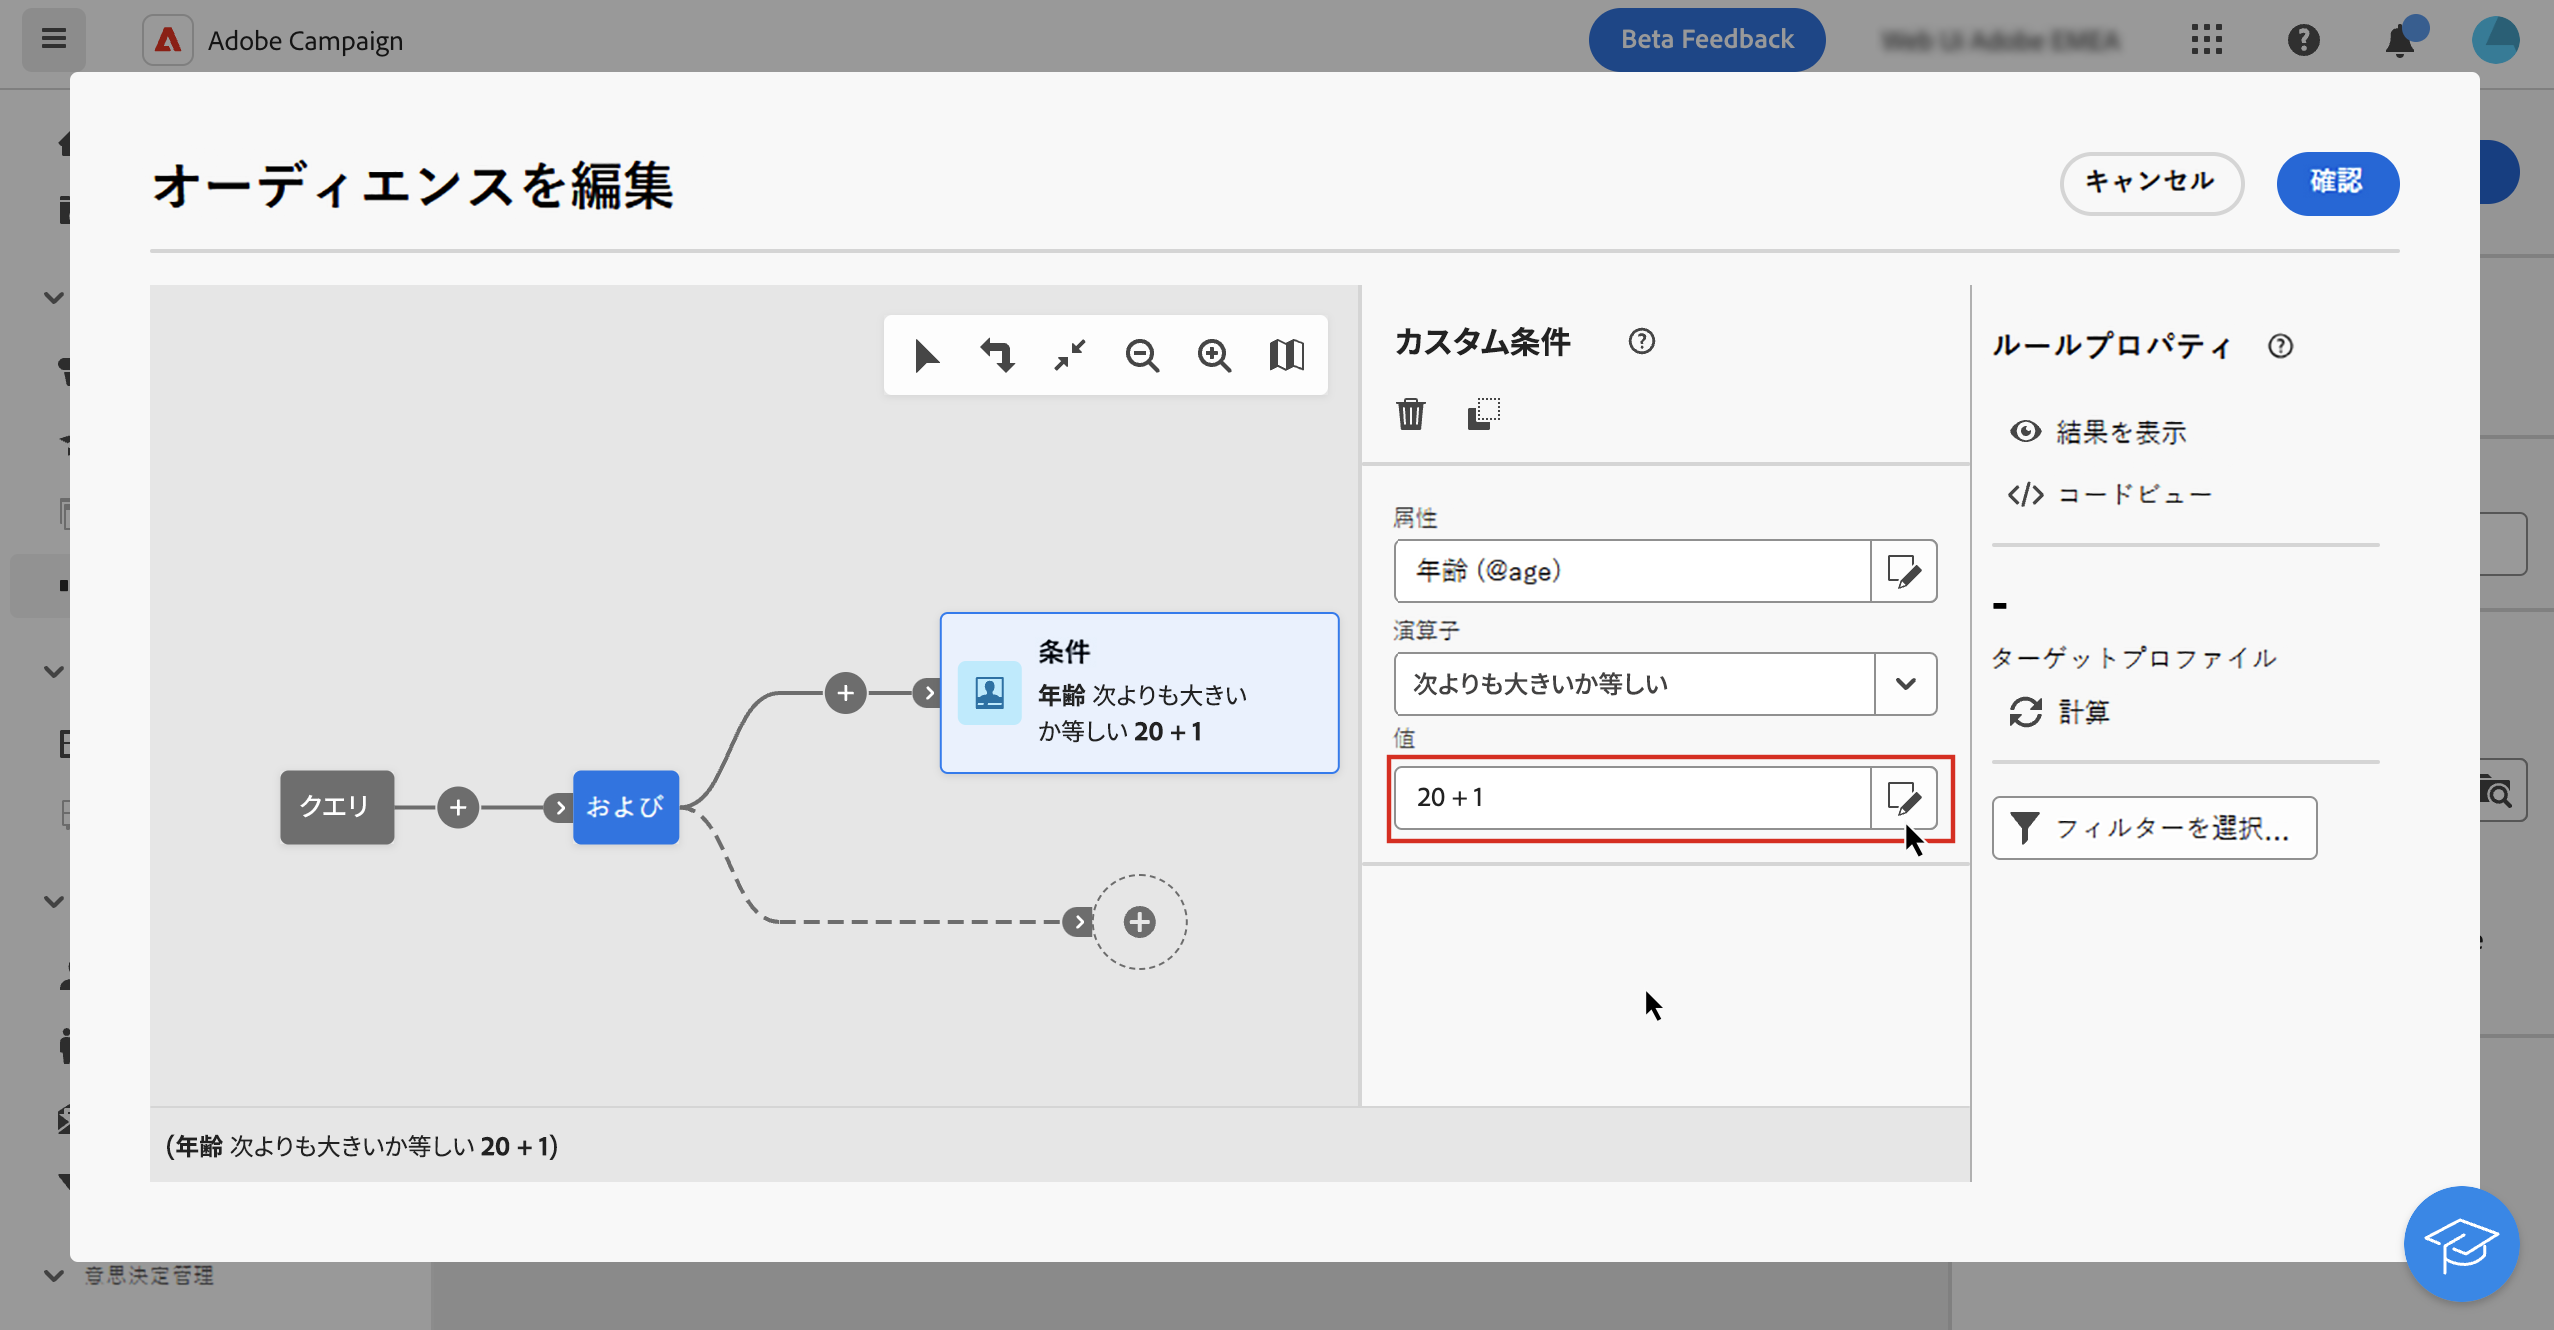 Adobe Campaign
Beta Feedback
オーディエンスを編集
キャンセル
確認
カスタム条件
ルールプロパティ
結果を表示
コードビュー
属性
年齢 (@age)
演算子
次よりも大きいか等しい
値
20 + 1
-
ターゲットプロファイル
計算
フィルターを選択...
クエリ
および
条件
年齢 次よりも大きい
か等しい 20 + 1
(年齢 次よりも大きいか等しい 20 + 1)
意思決定管理